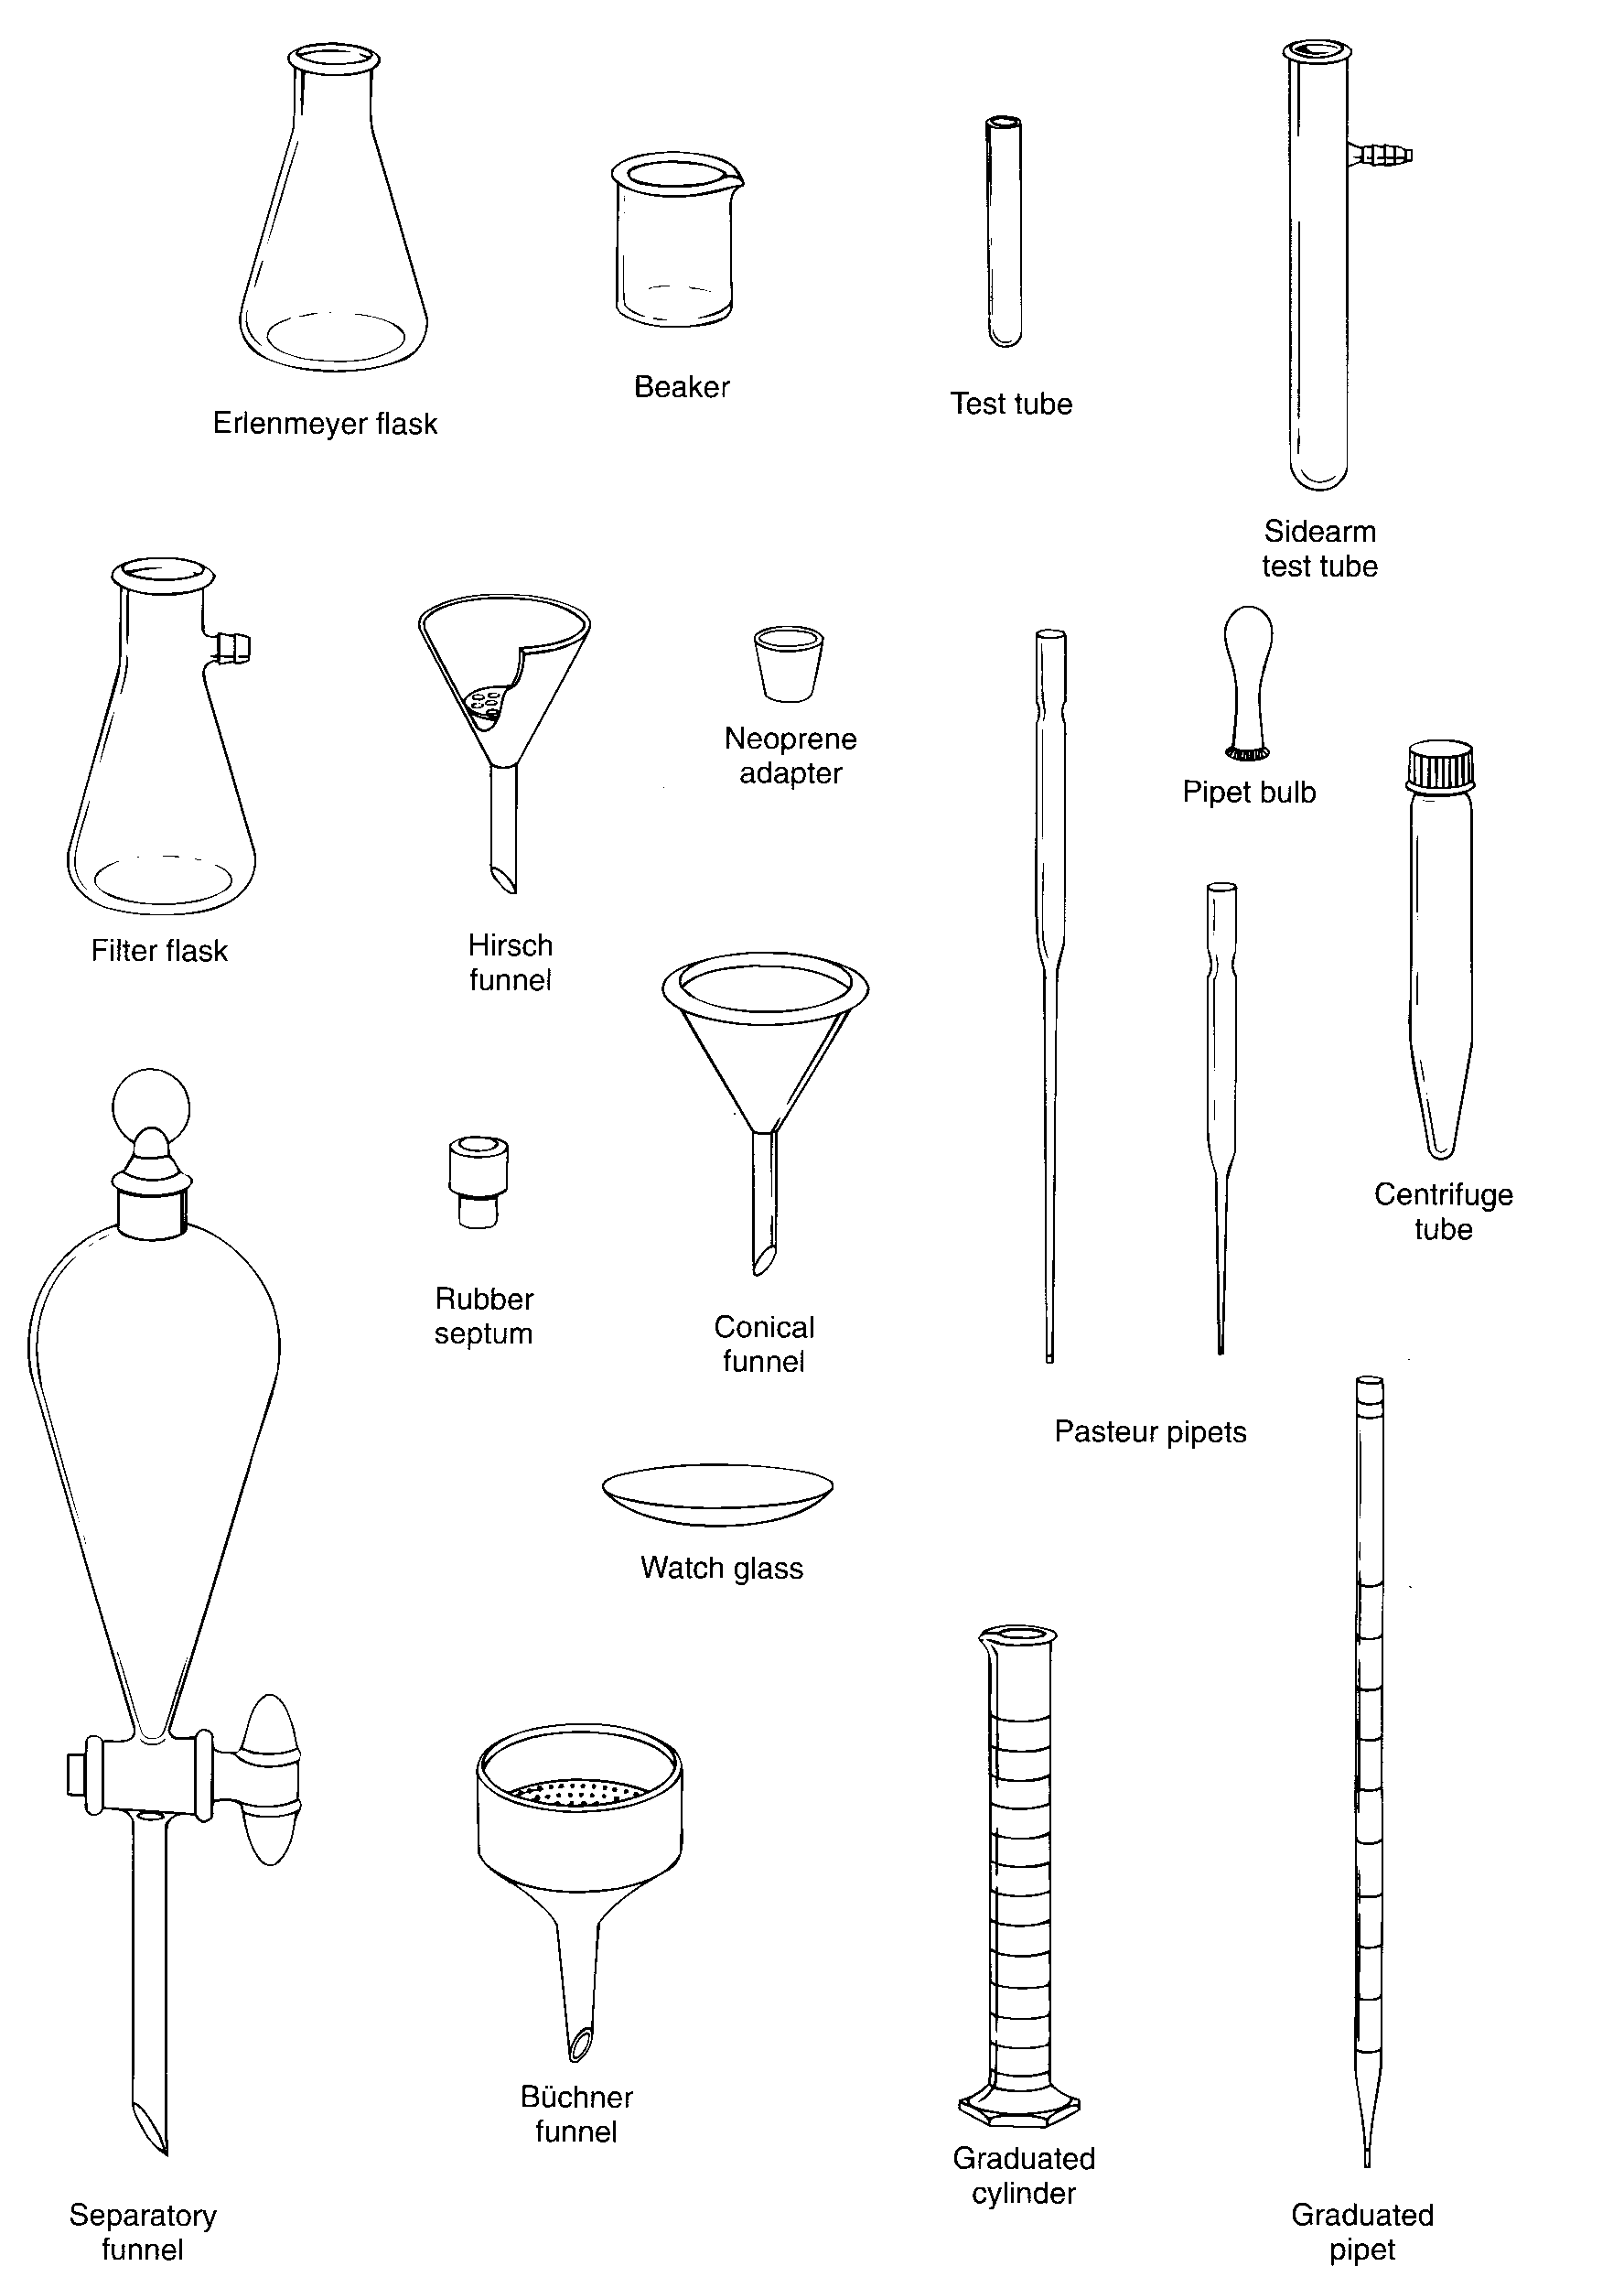 Erlenmeyer flask
Beaker
Test tube
Sidearm
test tube
Filter flask
Hirsch
funnel
Neoprene
adapter
Pipet bulb
Centrifuge
tube
Rubber
septum
Conical
funnel
Pasteur pipets
Watch glass
Separatory
funnel
Büchner
funnel
Graduated
cylinder
Graduated
pipet